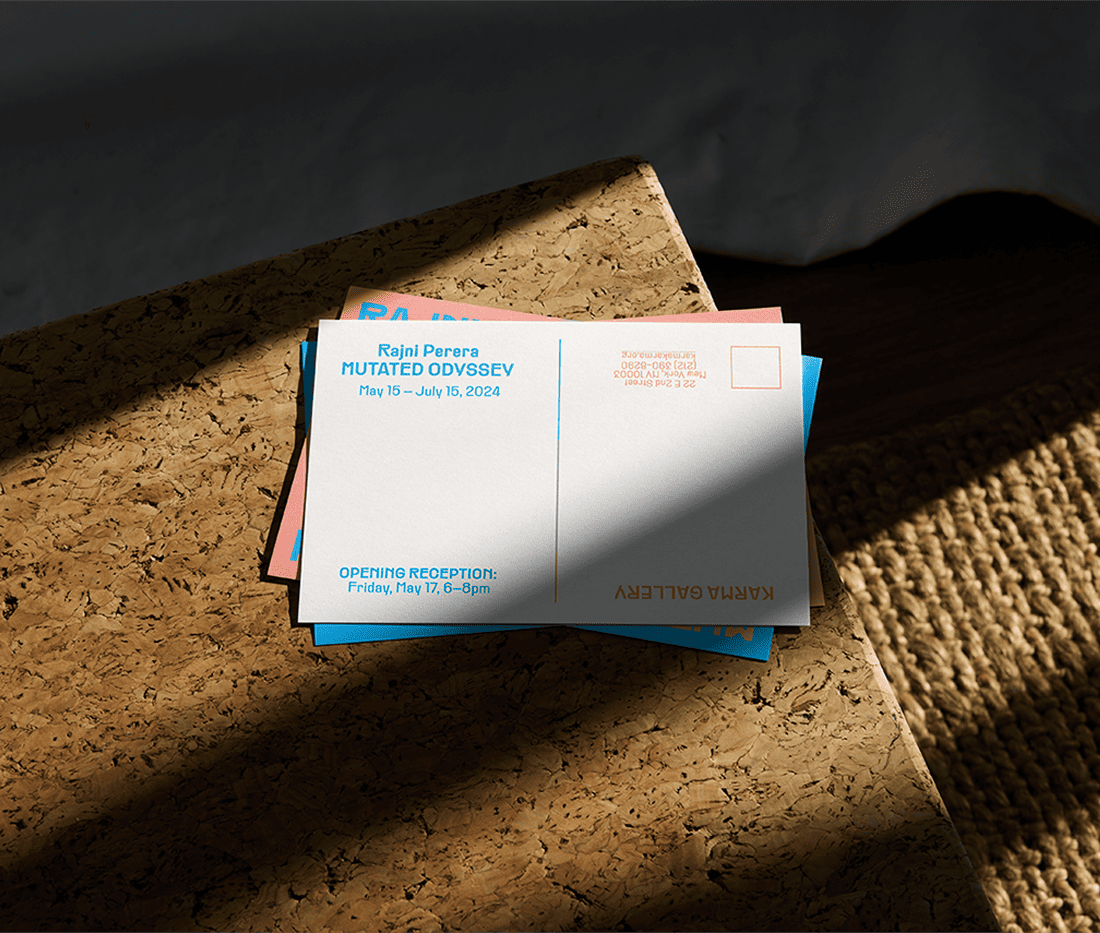 Rajni Perera
MUTATED ODYSSEY
May 15 – July 15, 2024
OPENING RECEPTION:
Friday, May 17, 6–8pm
KARMA GALLERY
22 E 2nd Street
New York, NY 10003
(212) 390-8290
karmakarma.org